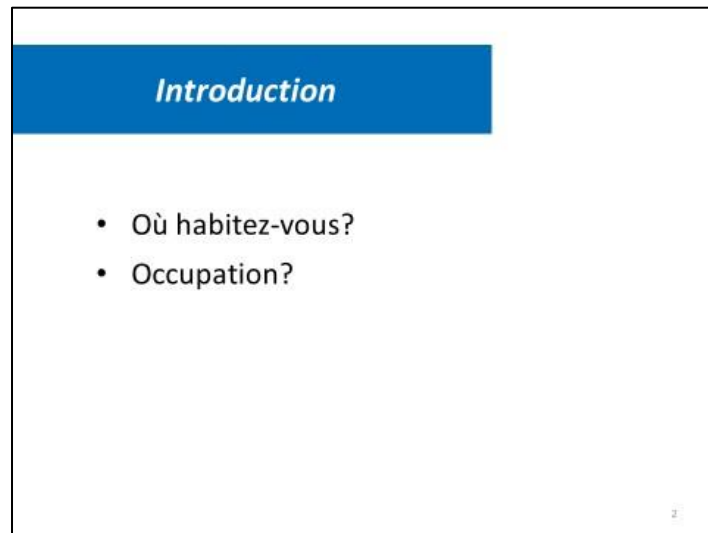 Introduction
• Où habitez-vous?
• Occupation?
2